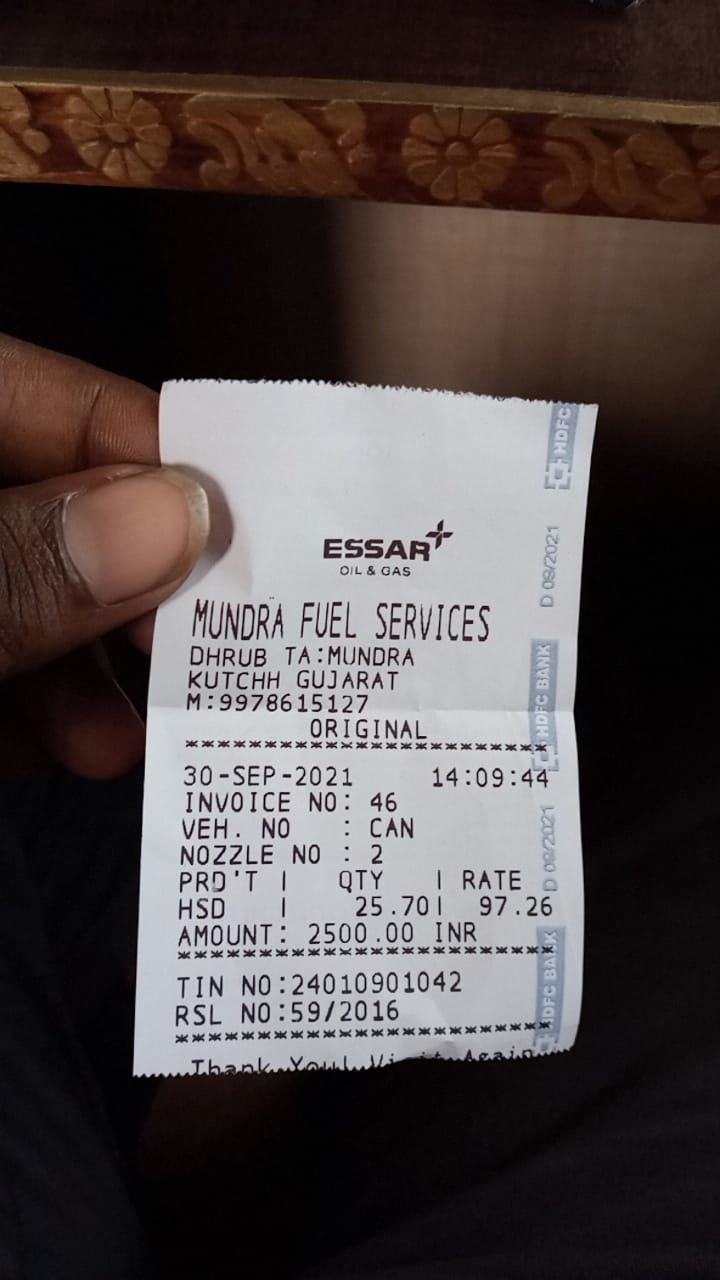 ESSAR
OIL & GAS
MUNDRA FUEL SERVICES
DHRUB TA:MUNDRA
KUTCHH GUJARAT
M:9978615127
ORIGINAL
******************************
30-SEP-2021 14:09:44
INVOICE NO: 46
VEH. NO : CAN
NOZZLE NO : 2
PRD'T | QTY | RATE
HSD | 25.70| 97.26
AMOUNT: 2500.00 INR
******************************
TIN NO:24010901042
RSL NO:59/2016
******************************
Thank You! Visit Again
HDFC
D 09/2021
HDFC BANK
D 09/2021
HDFC BANK